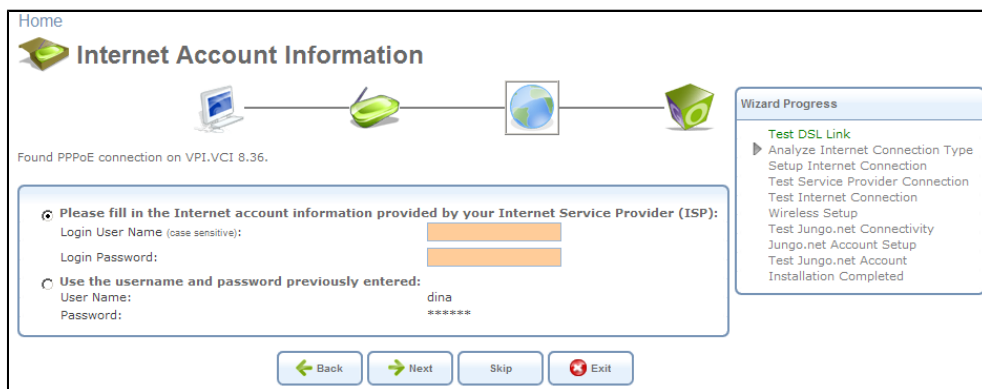 Home
Internet Account Information
Found PPPoE connection on VPI.VCI 8.36.
Please fill in the Internet account information provided by your Internet Service Provider (ISP):
Login User Name (case sensitive):
Login Password:
Use the username and password previously entered:
User Name: dina
Password: ******
Back Next Skip Exit
Wizard Progress
Test DSL Link
Analyze Internet Connection Type
Setup Internet Connection
Test Service Provider Connection
Test Internet Connection
Wireless Setup
Test Jungo.net Connectivity
Jungo.net Account Setup
Test Jungo.net Account
Installation Completed